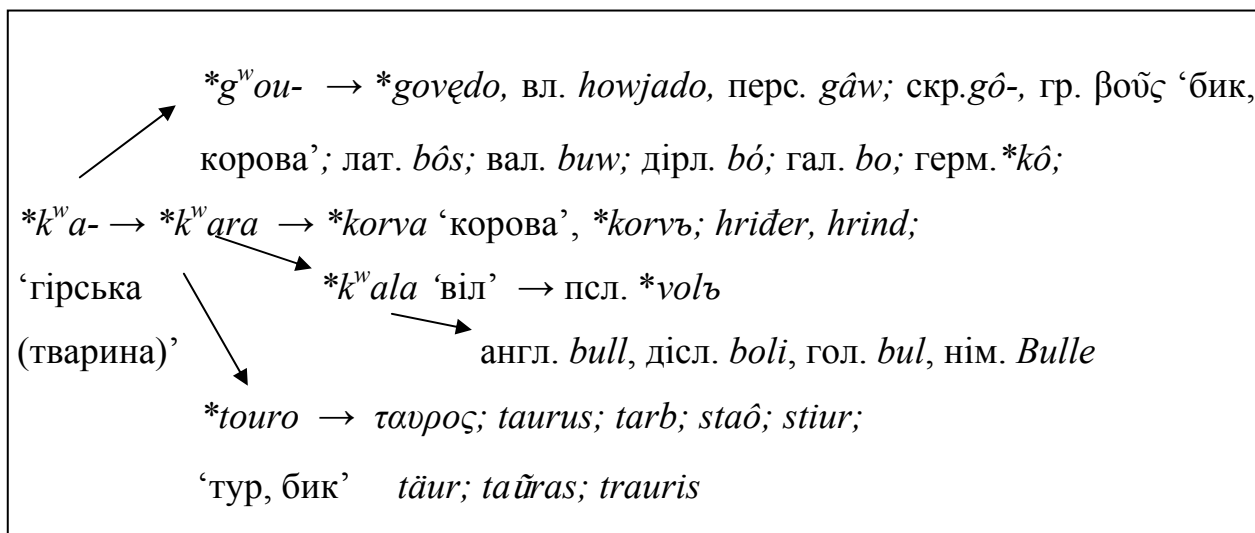 *gʷou- → *govędo, вл. howjado, перс. gâw; скр.gô-, гр. βοῦς ‘бик,
корова’; лат. bôs; вал. buw; дірл. bó; гал. bo; герм.*kô;
*kʷa- → *kʷara → *korva ‘корова’, *korvъ; hriđer, hrind;
‘гірська *kʷala ‘віл’ → псл. *volъ
(тварина)’ англ. bull, дісл. boli, гол. bul, нім. Bulle
*touro → ταυρος; taurus; tarb; staô; stiur;
‘тур, бик’ täur; taũras; trauris